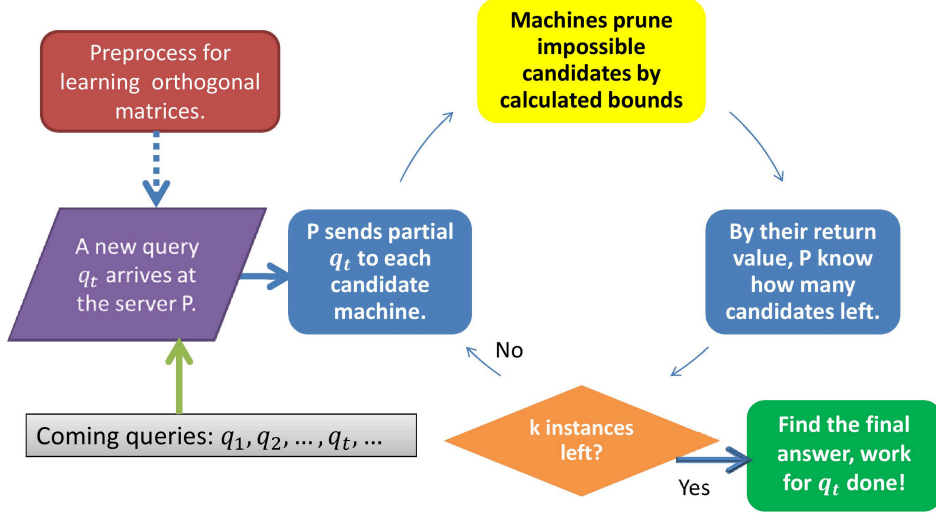 Preprocess for
learning orthogonal
matrices.
Machines prune
impossible
candidates by
calculated bounds
A new query
q_t arrives at
the server P.
P sends partial
q_t to each
candidate
machine.
By their return
value, P know
how many
candidates left.
No
Coming queries: q_1, q_2, … , q_t, …
k instances
left?
Yes
Find the final
answer, work
for q_t done!